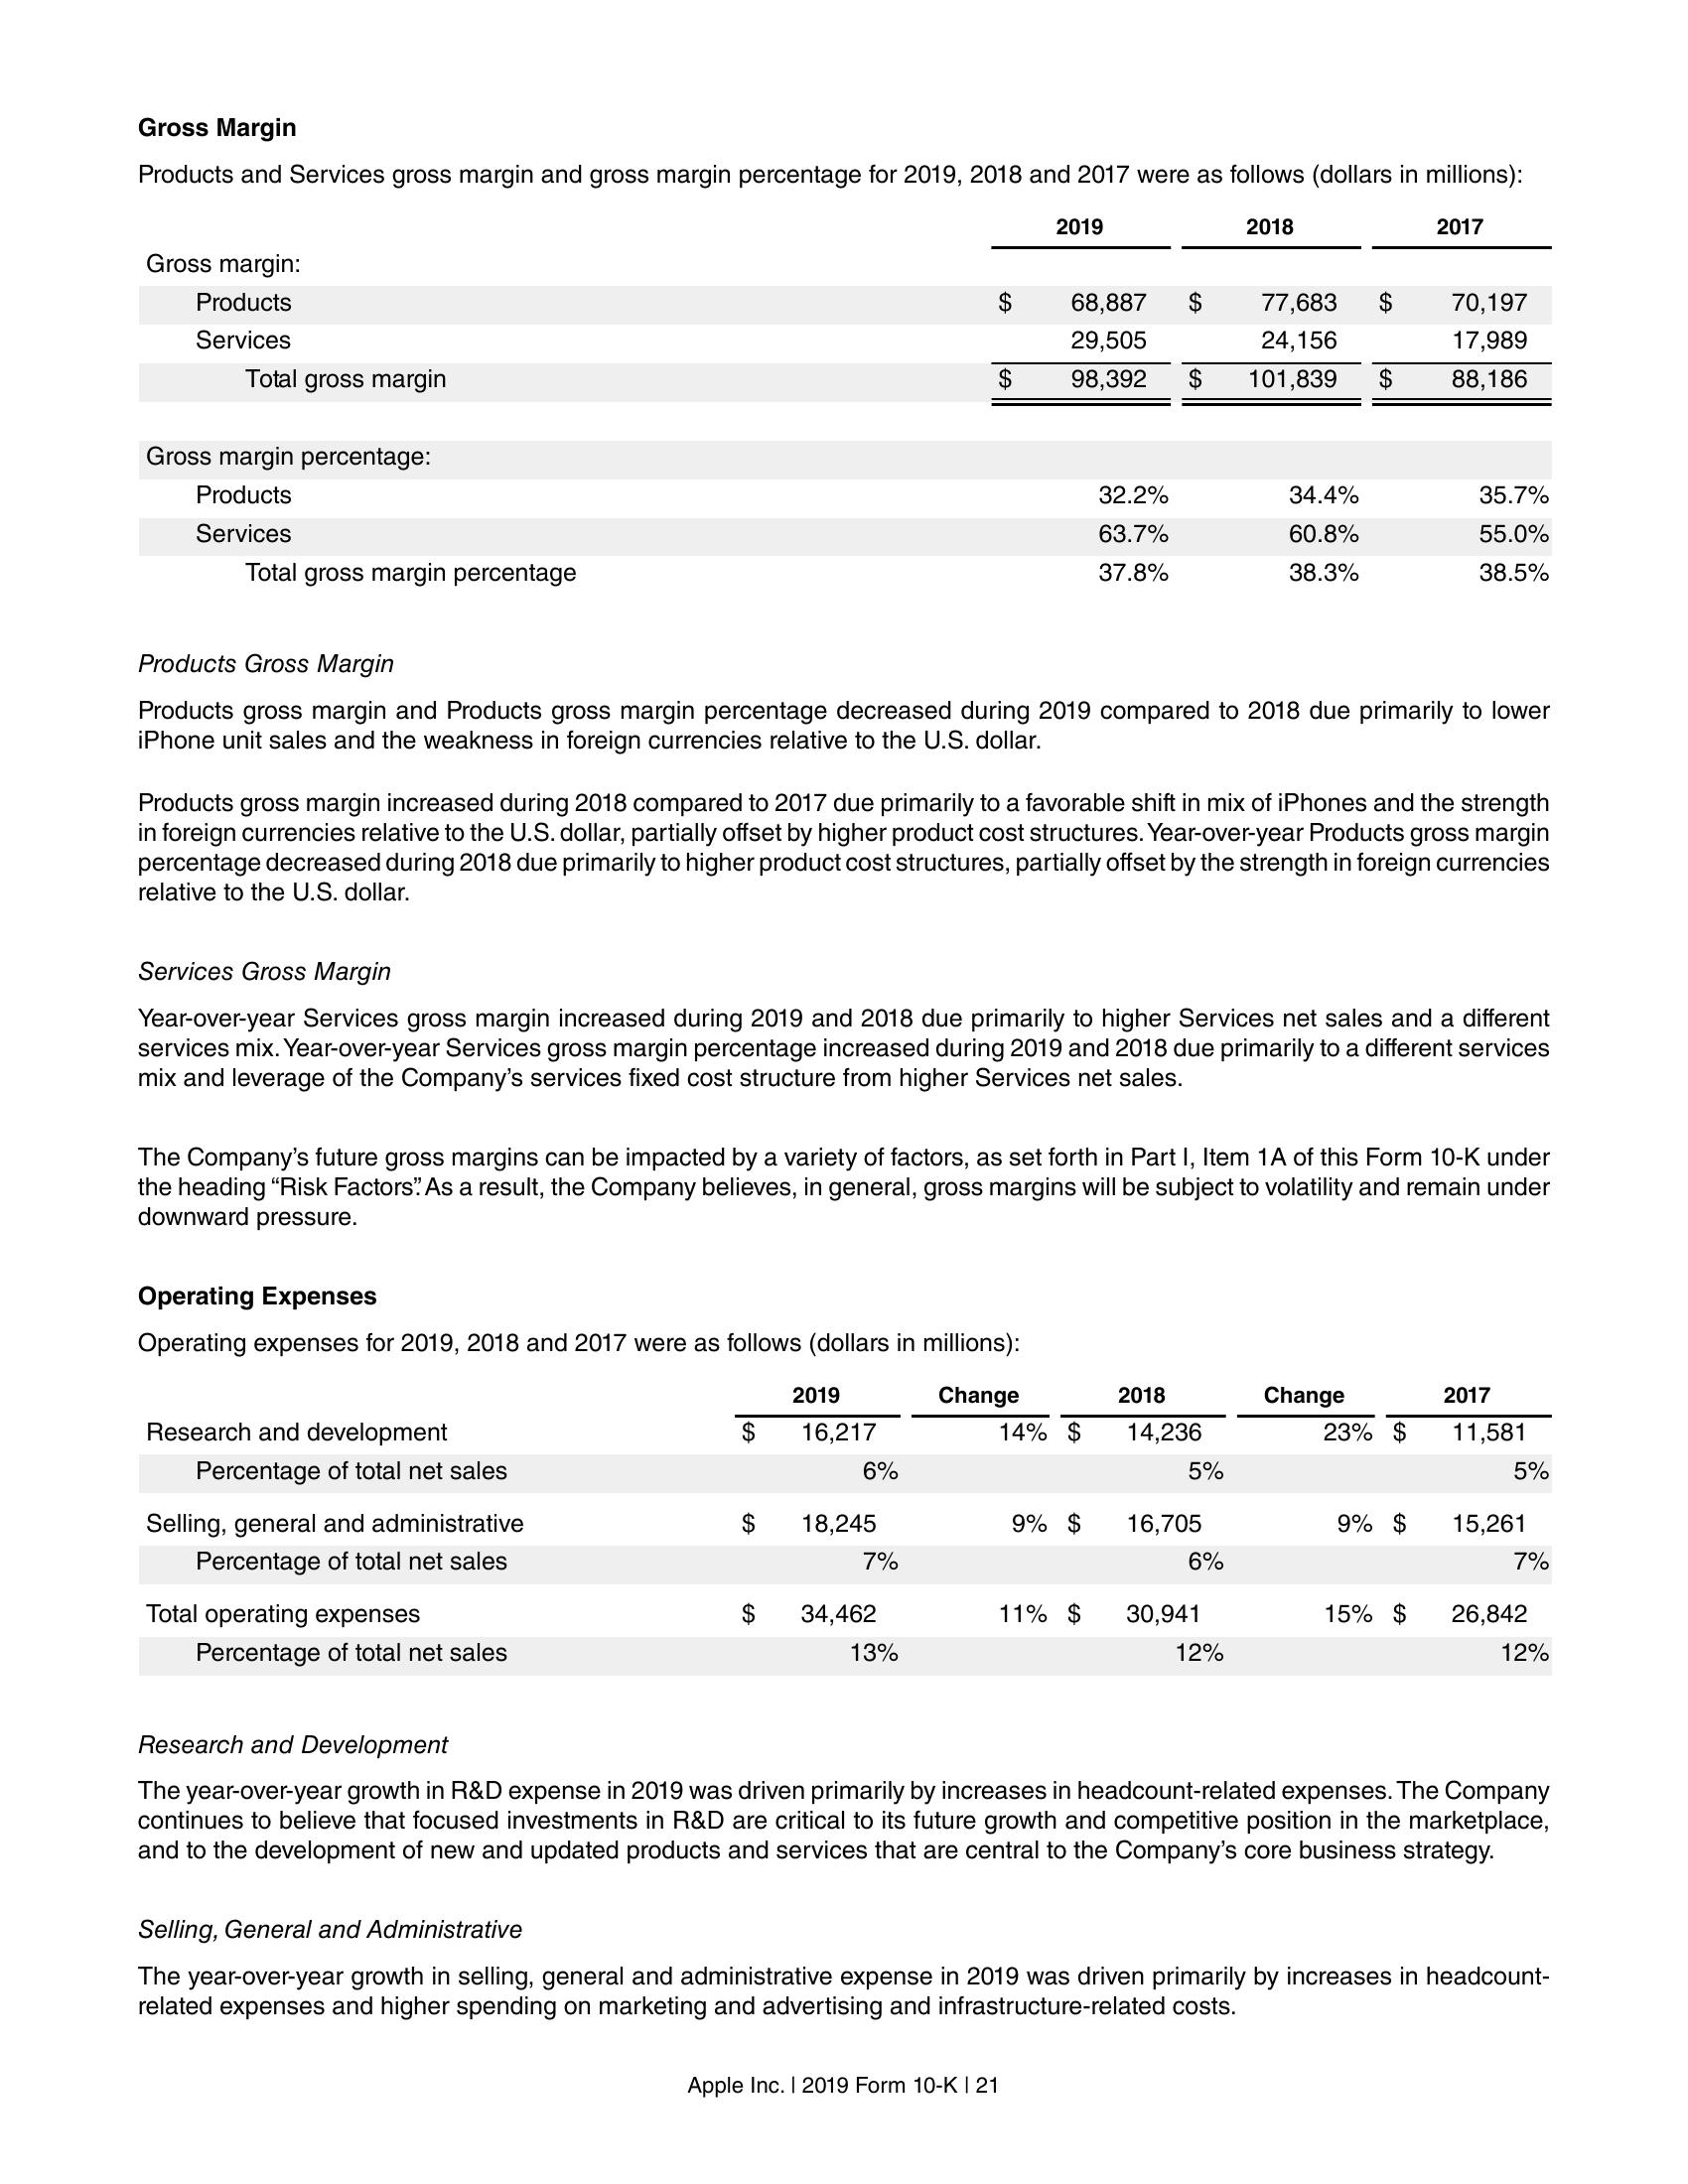 Gross Margin
Products and Services gross margin and gross margin percentage for 2019, 2018 and 2017 were as follows (dollars in millions):
2019 2018 2017
Gross margin:
Products $ 68,887 $ 77,683 $ 70,197
Services 29,505 24,156 17,989
Total gross margin $ 98,392 $ 101,839 $ 88,186
Gross margin percentage:
Products 32.2% 34.4% 35.7%
Services 63.7% 60.8% 55.0%
Total gross margin percentage 37.8% 38.3% 38.5%
Products Gross Margin
Products gross margin and Products gross margin percentage decreased during 2019 compared to 2018 due primarily to lower
iPhone unit sales and the weakness in foreign currencies relative to the U.S. dollar.
Products gross margin increased during 2018 compared to 2017 due primarily to a favorable shift in mix of iPhones and the strength
in foreign currencies relative to the U.S. dollar, partially offset by higher product cost structures. Year-over-year Products gross margin
percentage decreased during 2018 due primarily to higher product cost structures, partially offset by the strength in foreign currencies
relative to the U.S. dollar.
Services Gross Margin
Year-over-year Services gross margin increased during 2019 and 2018 due primarily to higher Services net sales and a different
services mix. Year-over-year Services gross margin percentage increased during 2019 and 2018 due primarily to a different services
mix and leverage of the Company’s services fixed cost structure from higher Services net sales.
The Company’s future gross margins can be impacted by a variety of factors, as set forth in Part I, Item 1A of this Form 10-K under
the heading “Risk Factors”. As a result, the Company believes, in general, gross margins will be subject to volatility and remain under
downward pressure.
Operating Expenses
Operating expenses for 2019, 2018 and 2017 were as follows (dollars in millions):
2019 Change 2018 Change 2017
Research and development $ 16,217 14% $ 14,236 23% $ 11,581
Percentage of total net sales 6% 5% 5%
Selling, general and administrative $ 18,245 9% $ 16,705 9% $ 15,261
Percentage of total net sales 7% 6% 7%
Total operating expenses $ 34,462 11% $ 30,941 15% $ 26,842
Percentage of total net sales 13% 12% 12%
Research and Development
The year-over-year growth in R&D expense in 2019 was driven primarily by increases in headcount-related expenses. The Company
continues to believe that focused investments in R&D are critical to its future growth and competitive position in the marketplace,
and to the development of new and updated products and services that are central to the Company’s core business strategy.
Selling, General and Administrative
The year-over-year growth in selling, general and administrative expense in 2019 was driven primarily by increases in headcount-
related expenses and higher spending on marketing and advertising and infrastructure-related costs.
Apple Inc. | 2019 Form 10-K | 21